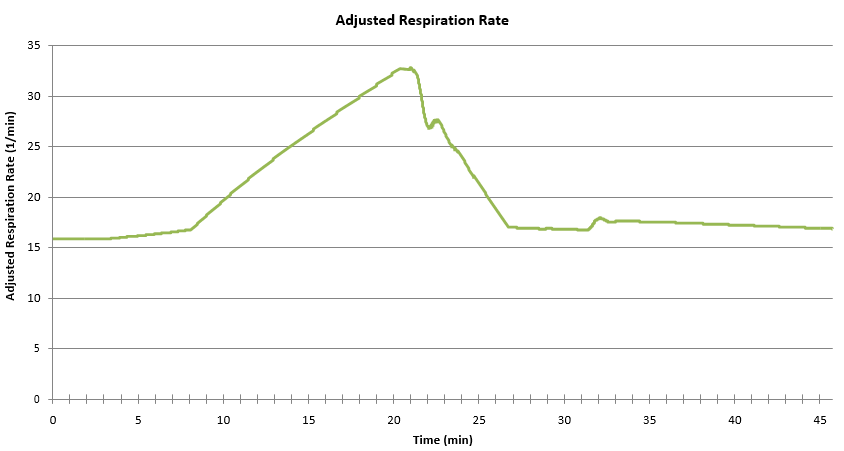 Adjusted Respiration Rate
Adjusted Respiration Rate (1/min)
35
30
25
20
15
10
5
0
0 5 10 15 20 25 30 35 40 45
Time (min)